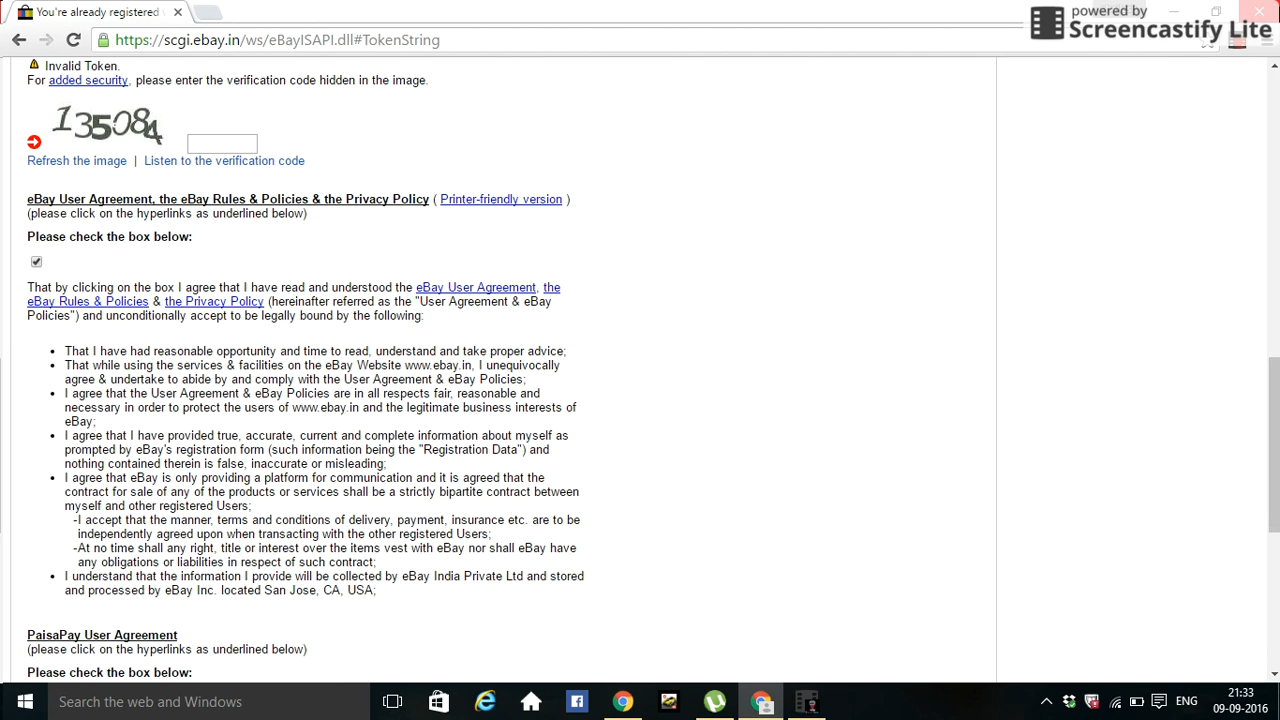 You're already registered
powered by
Screencastify Lite
https://scgi.ebay.in/ws/eBayISAPI.dll#TokenString
Invalid Token.
For added security, please enter the verification code hidden in the image.
135084
Refresh the image | Listen to the verification code
eBay User Agreement, the eBay Rules & Policies & the Privacy Policy ( Printer-friendly version )
(please click on the hyperlinks as underlined below)
Please check the box below:
That by clicking on the box I agree that I have read and understood the eBay User Agreement, the
eBay Rules & Policies & the Privacy Policy (hereinafter referred as the "User Agreement & eBay
Policies") and unconditionally accept to be legally bound by the following:
• That I have had reasonable opportunity and time to read, understand and take proper advice;
• That while using the services & facilities on the eBay Website www.ebay.in, I unequivocally
agree & undertake to abide by and comply with the User Agreement & eBay Policies;
• I agree that the User Agreement & eBay Policies are in all respects fair, reasonable and
necessary in order to protect the users of www.ebay.in and the legitimate business interests of
eBay;
• I agree that I have provided true, accurate, current and complete information about myself as
prompted by eBay's registration form (such information being the "Registration Data") and
nothing contained therein is false, inaccurate or misleading;
• I agree that eBay is only providing a platform for communication and it is agreed that the
contract for sale of any of the products or services shall be a strictly bipartite contract between
myself and other registered Users;
-I accept that the manner, terms and conditions of delivery, payment, insurance etc. are to be
independently agreed upon when transacting with the other registered Users;
-At no time shall any right, title or interest over the items vest with eBay nor shall eBay have
any obligations or liabilities in respect of such contract;
• I understand that the information I provide will be collected by eBay India Private Ltd and stored
and processed by eBay Inc. located San Jose, CA, USA;
PaisaPay User Agreement
(please click on the hyperlinks as underlined below)
Please check the box below:
Search the web and Windows
ENG
21:33
09-09-2016